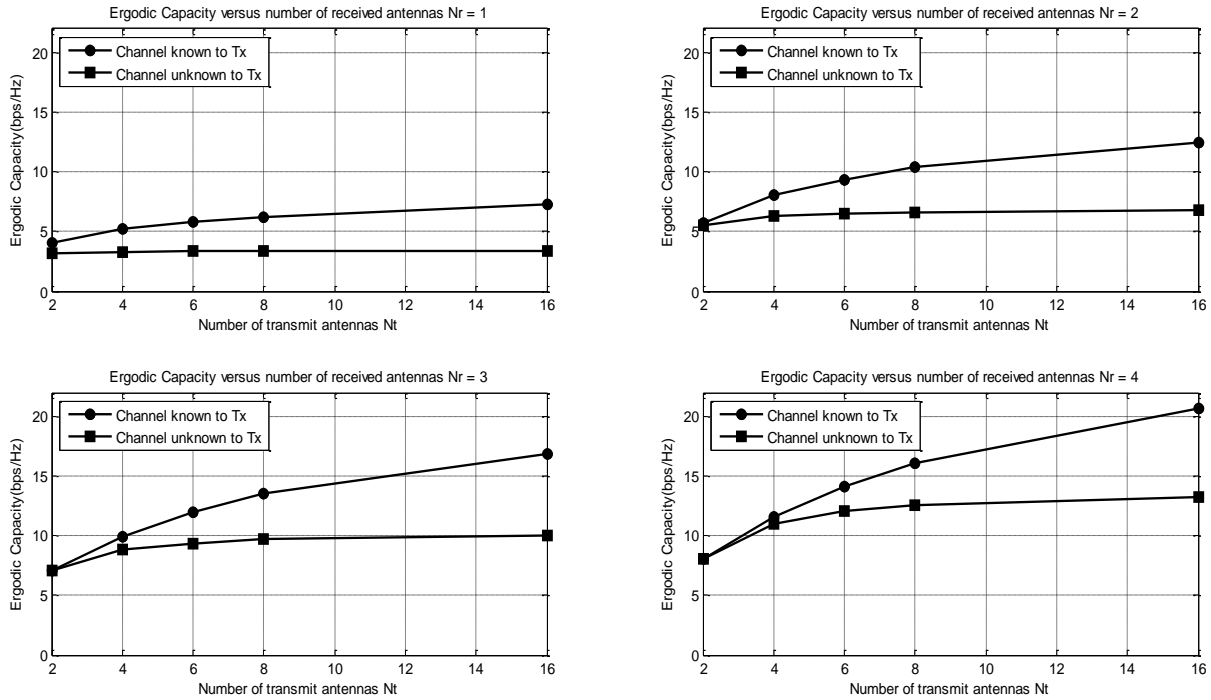 Ergodic Capacity versus number of received antennas Nr = 1
Channel known to Tx
Channel unknown to Tx
Ergodic Capacity(bps/Hz)
20
15
10
5
0
2 4 6 8 10 12 14 16
Number of transmit antennas Nt
Ergodic Capacity versus number of received antennas Nr = 2
Channel known to Tx
Channel unknown to Tx
Ergodic Capacity(bps/Hz)
20
15
10
5
0
2 4 6 8 10 12 14 16
Number of transmit antennas Nt
Ergodic Capacity versus number of received antennas Nr = 3
Channel known to Tx
Channel unknown to Tx
Ergodic Capacity(bps/Hz)
20
15
10
5
0
2 4 6 8 10 12 14 16
Number of transmit antennas Nt
Ergodic Capacity versus number of received antennas Nr = 4
Channel known to Tx
Channel unknown to Tx
Ergodic Capacity(bps/Hz)
20
15
10
5
0
2 4 6 8 10 12 14 16
Number of transmit antennas Nt